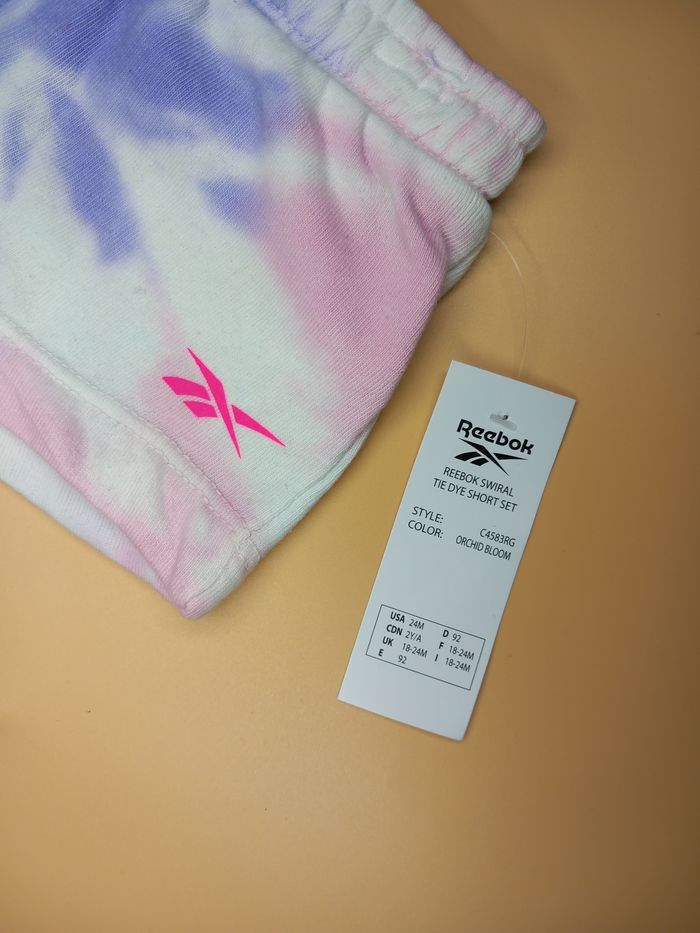 Reebok
REEBOK SWIRAL
TIE DYE SHORT SET
STYLE: C4583RG
COLOR: ORCHID BLOOM
USA 24M D 92
CDN 2Y/A F 18-24M
UK 18-24M I 18-24M
E 92